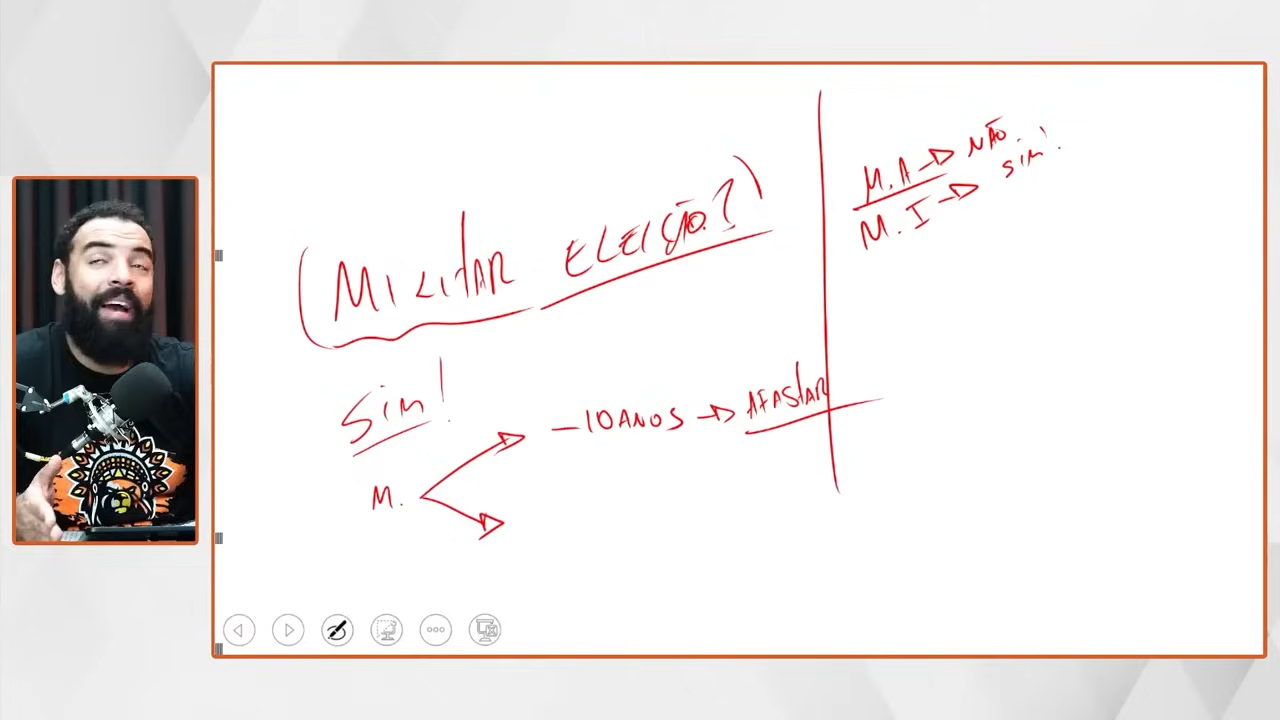 (MILITAR ELEIÇÃO?)
SIM!
M.
-10 ANOS → AFASTAR
M.A → NÃO.
M.I → SIM!